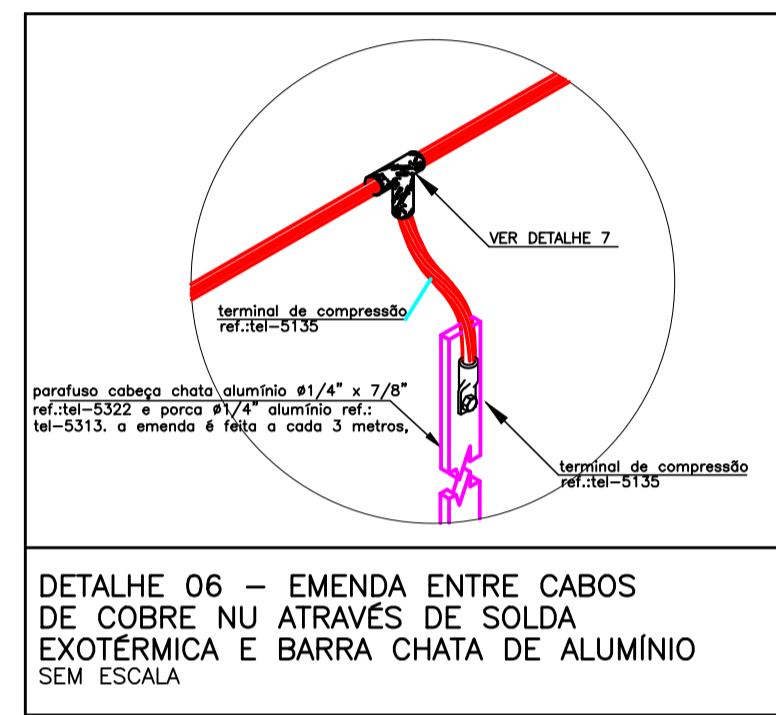 VER DETALHE 7
terminal de compressão
ref.:tel-5135
parafuso cabeça chata alumínio ø1/4" x 7/8"
ref.:tel-5322 e porca ø1/4" alumínio ref.:
tel-5313. a emenda é feita a cada 3 metros,
terminal de compressão
ref.:tel-5135
DETALHE 06 - EMENDA ENTRE CABOS
DE COBRE NU ATRAVÉS DE SOLDA
EXOTÉRMICA E BARRA CHATA DE ALUMÍNIO
SEM ESCALA